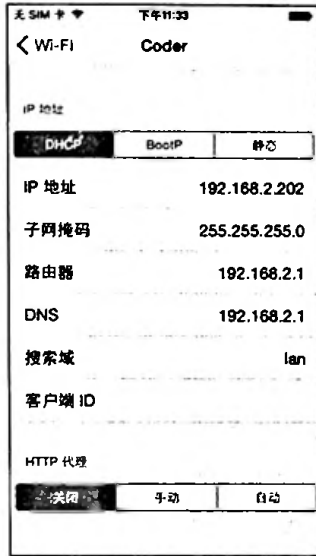 无 SIM 卡 下午11:33
Wi-Fi Coder
IP 地址
DHCP BootP 静态
IP 地址 192.168.2.202
子网掩码 255.255.255.0
路由器 192.168.2.1
DNS 192.168.2.1
搜索域 lan
客户端 ID
HTTP 代理
关闭 手动 自动